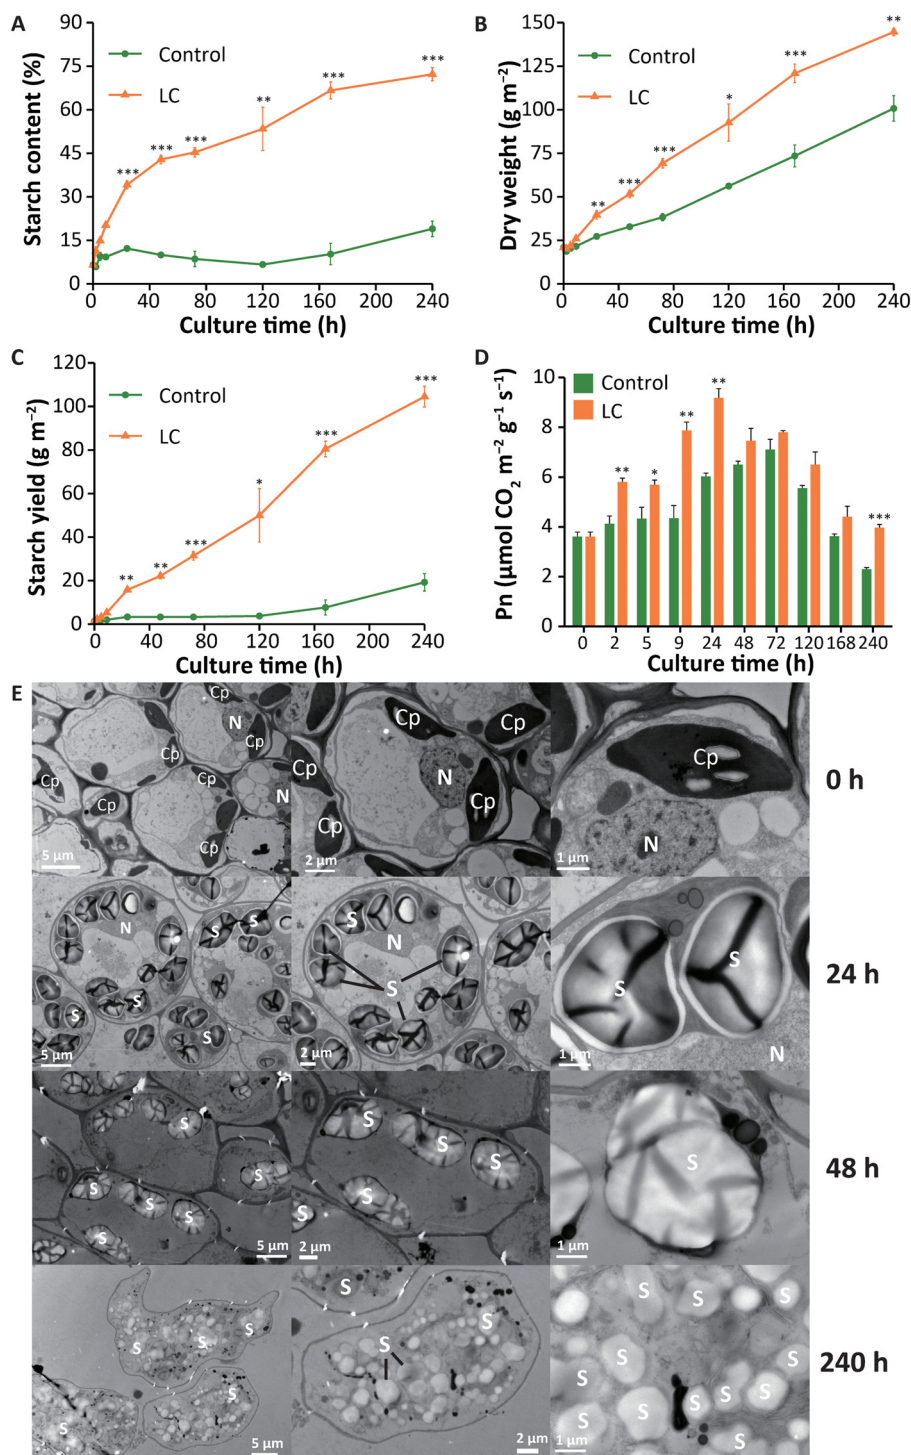 A
90
75
60
45
30
15
0
Starch content (%)
Control
LC
***
***
***
**
***
***
0 40 80 120 160 200 240
Culture time (h)
B
150
125
100
75
50
25
0
Dry weight (g m⁻²)
Control
LC
**
***
***
*
***
**
0 40 80 120 160 200 240
Culture time (h)
C
120
100
80
60
40
20
0
Starch yield (g m⁻²)
Control
LC
**
**
***
*
***
***
0 40 80 120 160 200 240
Culture time (h)
D
10
8
6
4
2
0
Pn (µmol CO₂ m⁻² g⁻¹ s⁻¹)
Control
LC
**
*
**
**
***
0 2 5 9 24 48 72 120 168 240
Culture time (h)
E
Cp
N
Cp
Cp
Cp
Cp
Cp
N
Cp
5 µm
Cp
Cp
Cp
N
Cp
Cp
2 µm
Cp
N
1 µm
0 h
N
S
S
S
S
S
5 µm
S
N
S
S
2 µm
S
S
N
1 µm
24 h
S
S
S
S
S
S
5 µm
S
S
S
S
S
2 µm
S
1 µm
48 h
S
S
S
S
S
5 µm
S
S
S
2 µm
S
S
S
S
S
S
S
S
S
S
S
1 µm
240 h